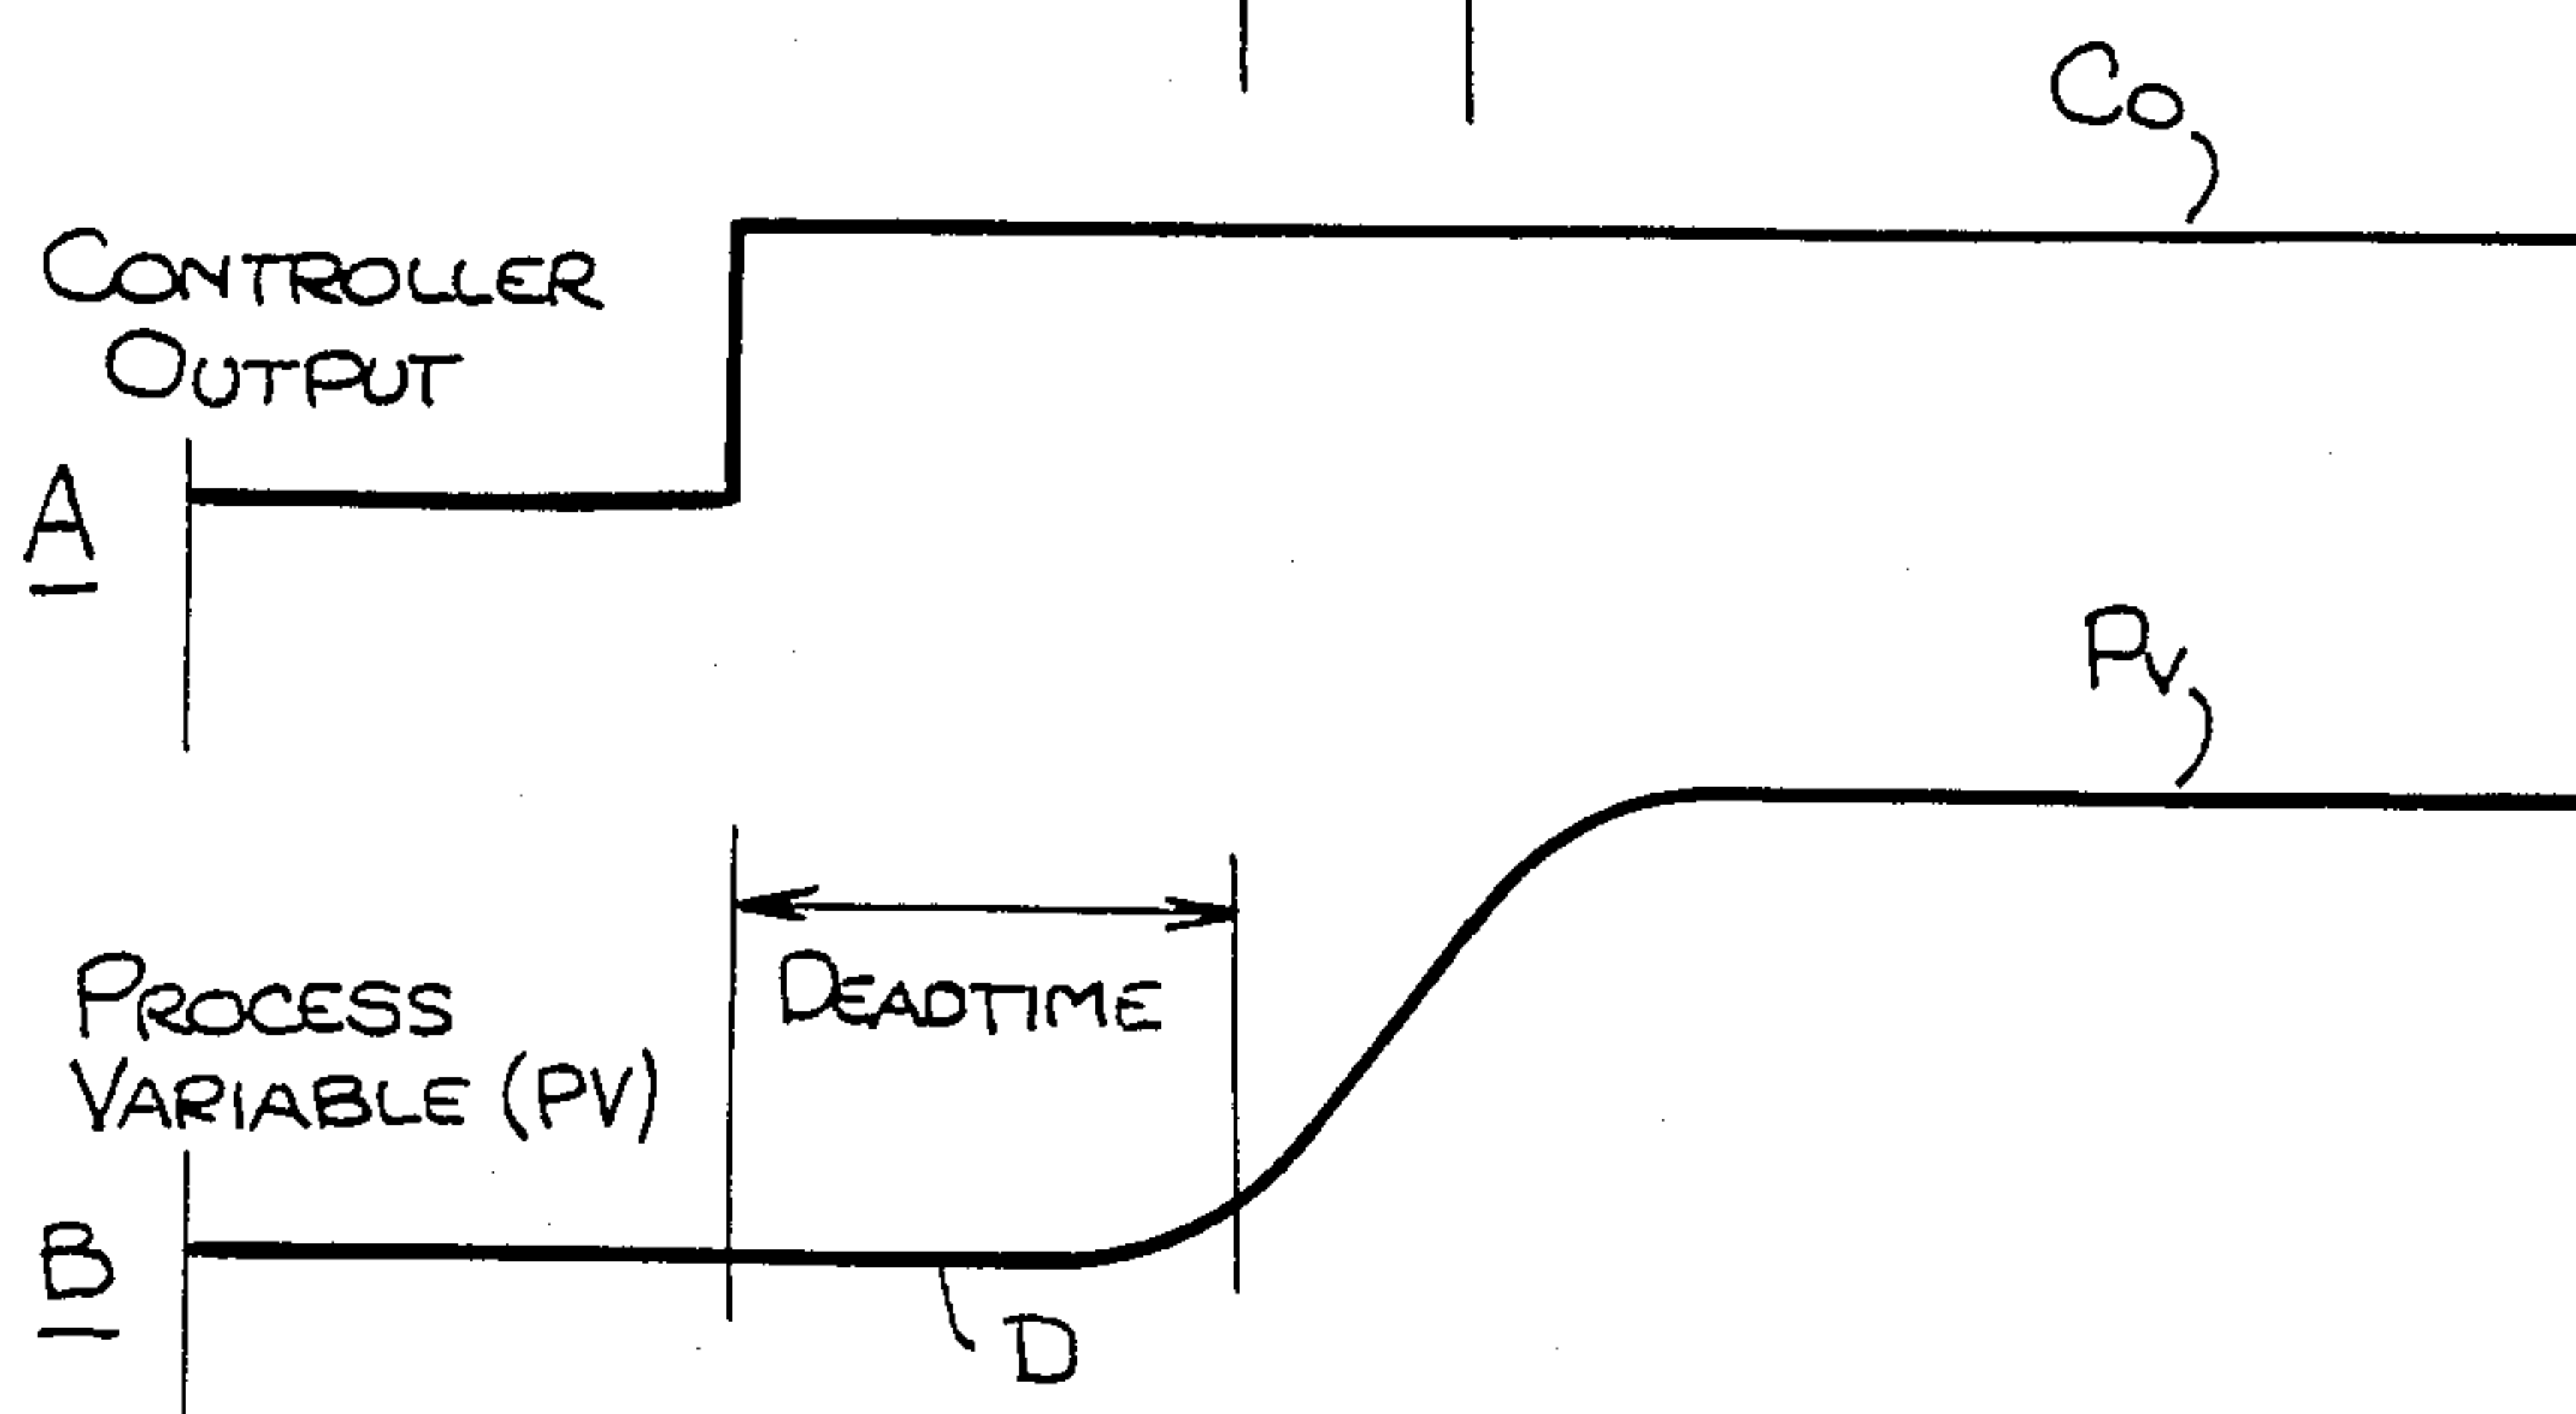 Co
CONTROLLER
OUTPUT
A
Pv
DEADTIME
PROCESS
VARIABLE (PV)
B
D